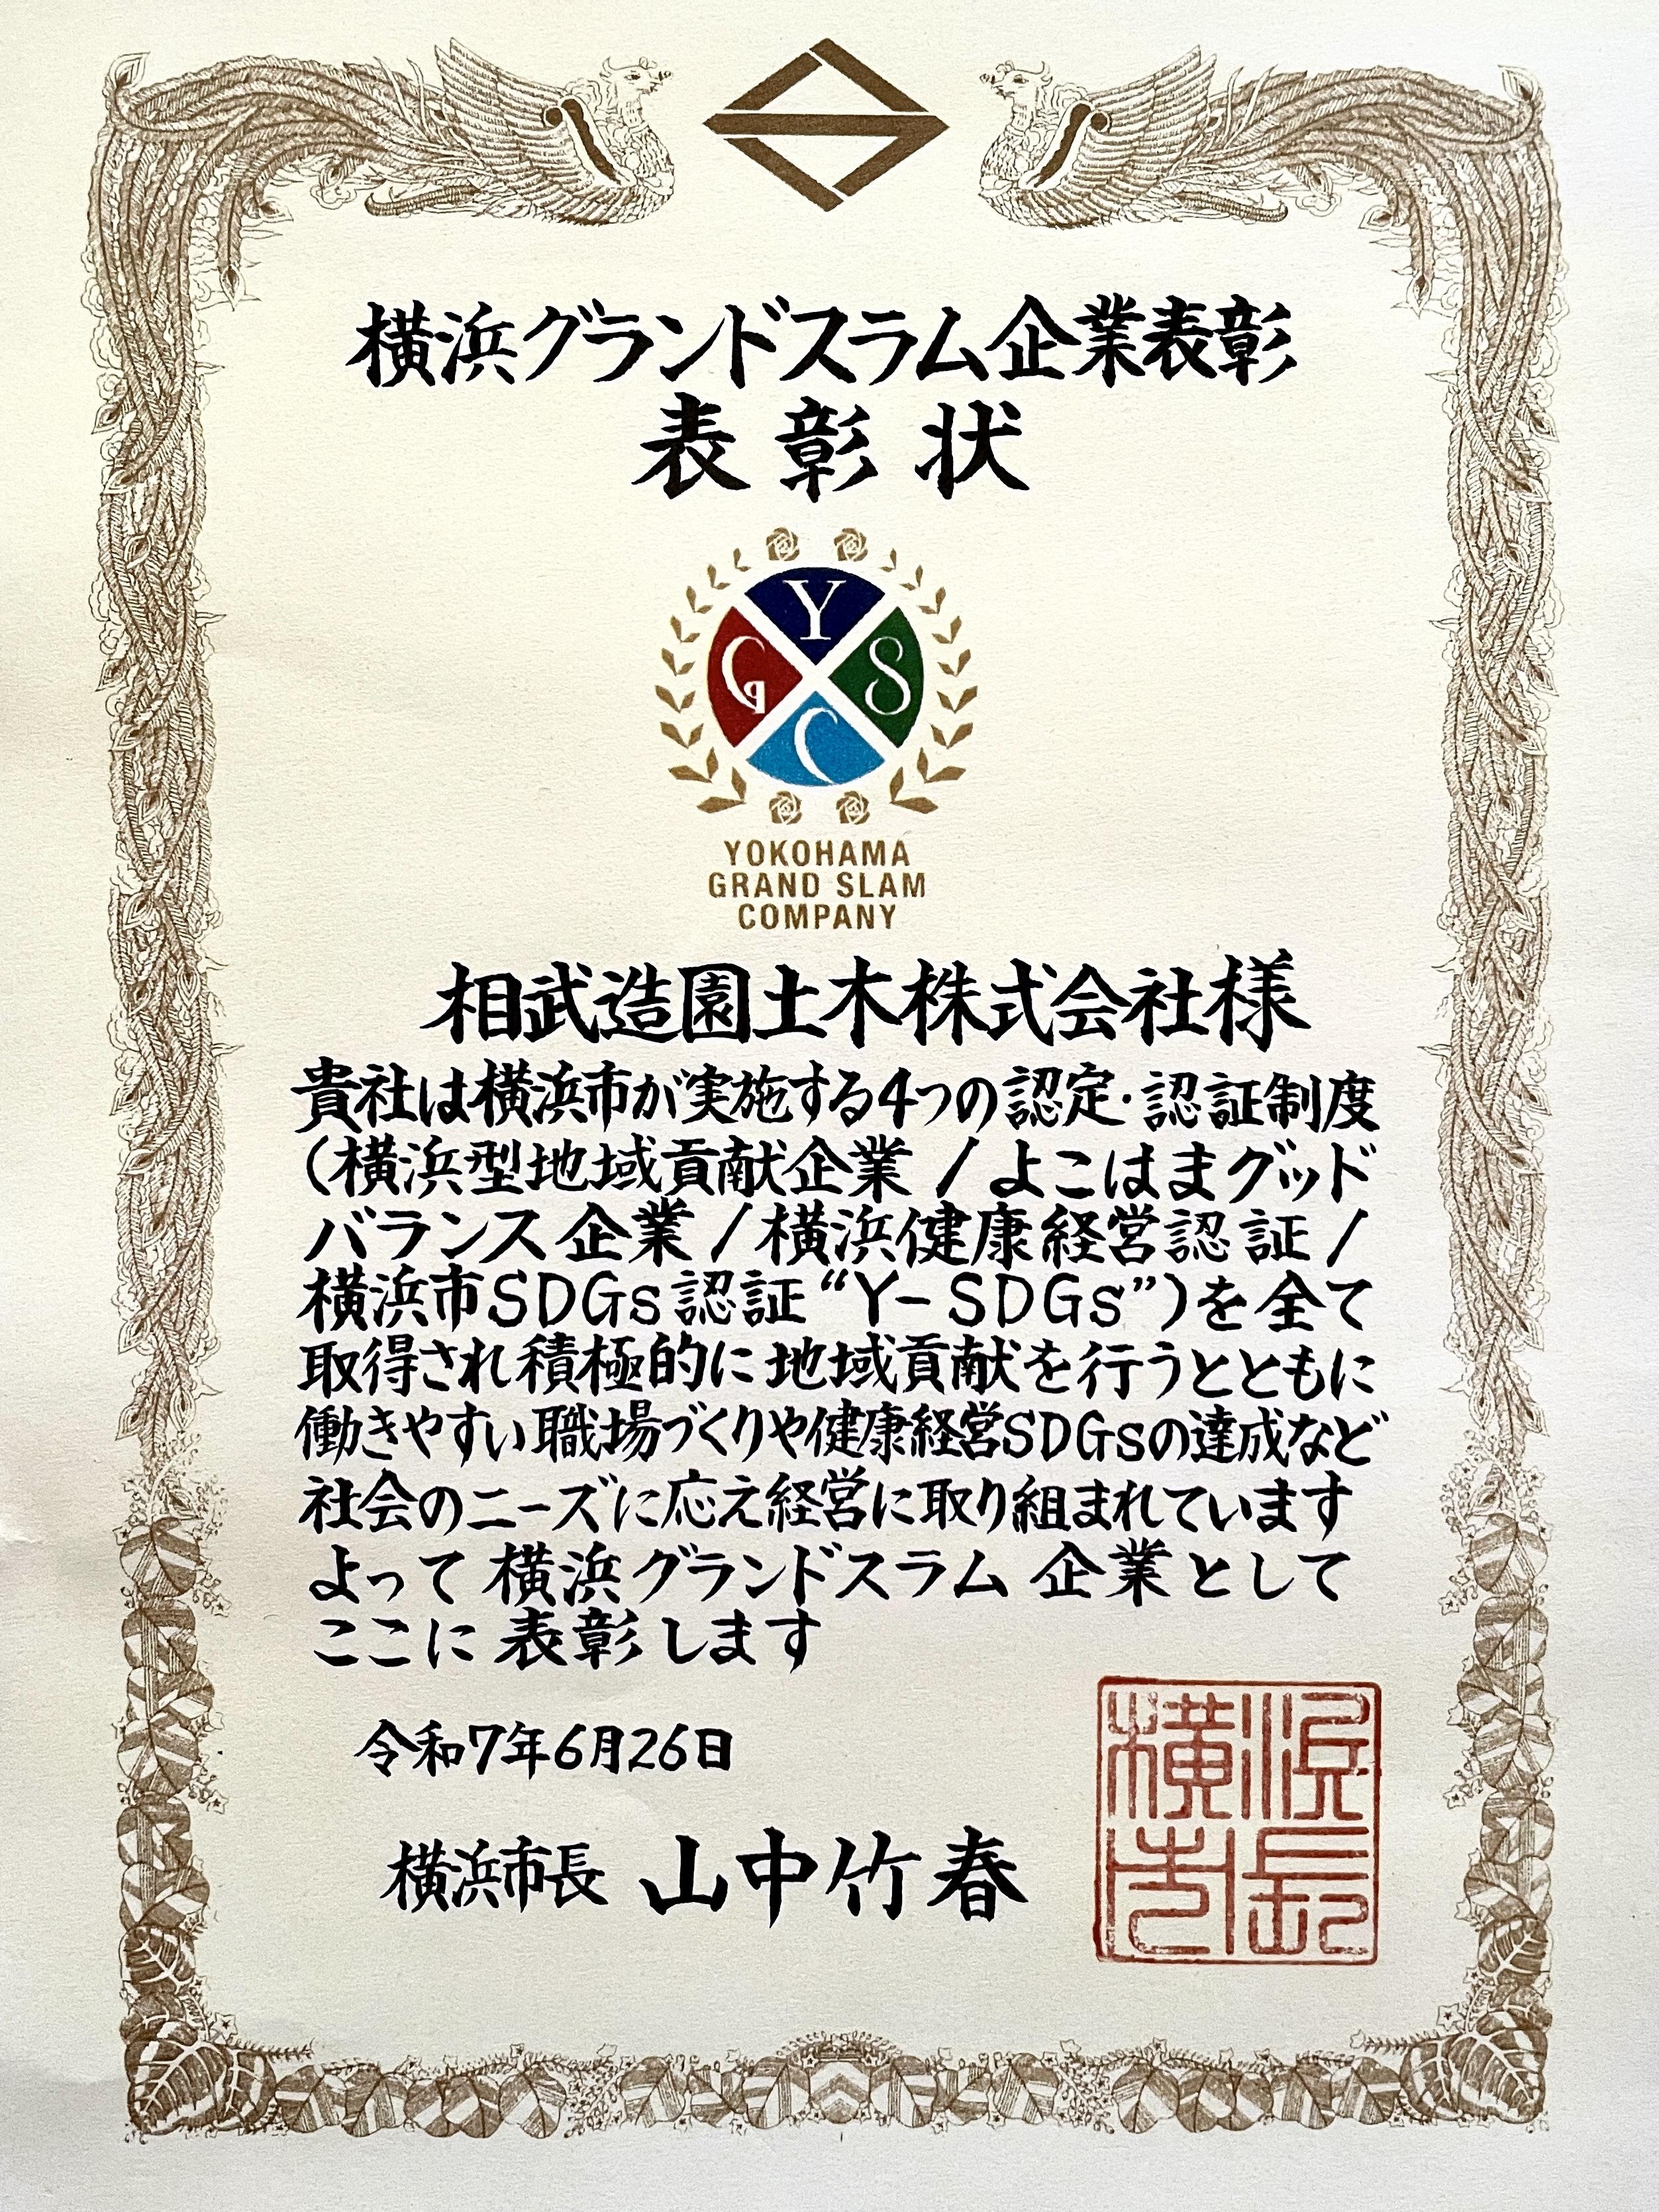 横浜グランドスラム企業表彰
表彰状
Y
G S
C
YOKOHAMA
GRAND SLAM
COMPANY
相武造園土木株式会社様
貴社は横浜市が実施する4つの認定・認証制度
(横浜型地域貢献企業/よこはまグッド
バランス企業/横浜健康経営認証/
横浜市SDGs認証“Y-SDGs”)を全て
取得され積極的に地域貢献を行うとともに
働きやすい職場づくりや健康経営SDGsの達成など
社会のニーズに応え経営に取り組まれています
よって横浜グランドスラム企業として
ここに表彰します
令和7年6月26日
横浜市長 山中竹春
横浜
市長